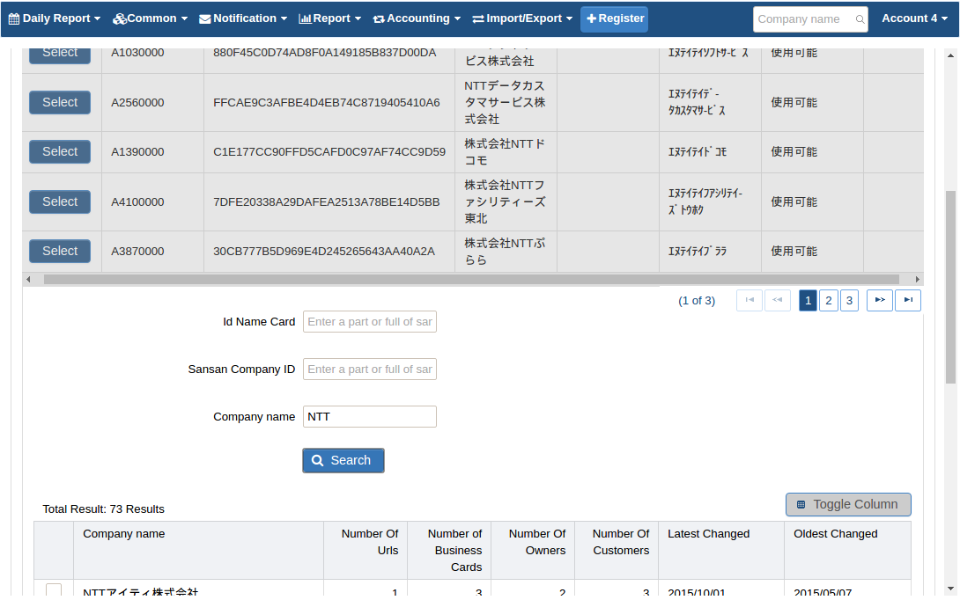 Daily Report Common Notification Report Accounting Import/Export Register Company name Account 4
Select A1030000 880F45C0D74AD8F0A149185B837D00DA ビス株式会社 ｴﾇﾃｲﾃｲｿﾌﾄｻｰﾋﾞｽ 使用可能
Select A2560000 FFCAE9C3AFBE4D4EB74C8719405410A6 NTTデータカス
タマサービス株
式会社
ｴﾇﾃｲﾃｲﾃﾞｰ
ﾀｶｽﾀﾏｻｰﾋﾞｽ
使用可能
Select A1390000 C1E177CC90FFD5CAFD0C97AF74CC9D59 株式会社NTTド
コモ
ｴﾇﾃｲﾃｲﾄﾞｺﾓ 使用可能
Select A4100000 7DFE20338A29DAFEA2513A78BE14D5BB 株式会社NTTファ
シリティーズ
東北
ｴﾇﾃｲﾃｲﾌｱｼﾘﾃｲｰ
ｽﾞﾄｳﾎｸ
使用可能
Select A3870000 30CB777B5D969E4D245265643AA40A2A 株式会社NTTぷ
らら
ｴﾇﾃｲﾃｲﾌﾟﾗﾗ 使用可能
(1 of 3) 1 2 3
Id Name Card Enter a part or full of sar
Sansan Company ID Enter a part or full of sar
Company name NTT
Search
Total Result: 73 Results Toggle Column
Company name Number Of
Urls
Number of
Business
Cards
Number Of
Owners
Number Of
Customers
Latest Changed Oldest Changed
NTTアイティ株式会社 1 3 2 3 2015/10/01 2015/05/07